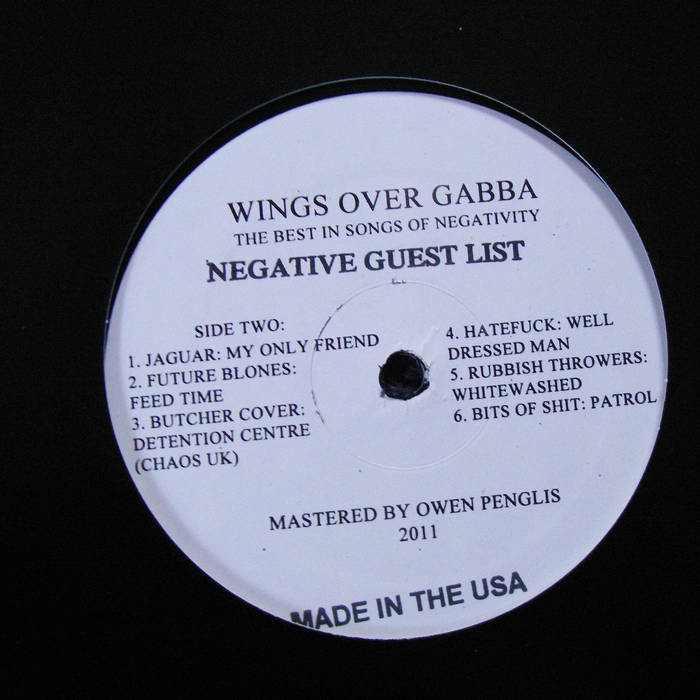 WINGS OVER GABBA
THE BEST IN SONGS OF NEGATIVITY
NEGATIVE GUEST LIST
SIDE TWO:
1. JAGUAR: MY ONLY FRIEND
2. FUTURE BLONES:
FEED TIME
3. BUTCHER COVER:
DETENTION CENTRE
(CHAOS UK)
4. HATEFUCK: WELL
DRESSED MAN
5. RUBBISH THROWERS:
WHITEWASHED
6. BITS OF SHIT: PATROL
MASTERED BY OWEN PENGLIS
2011
MADE IN THE USA